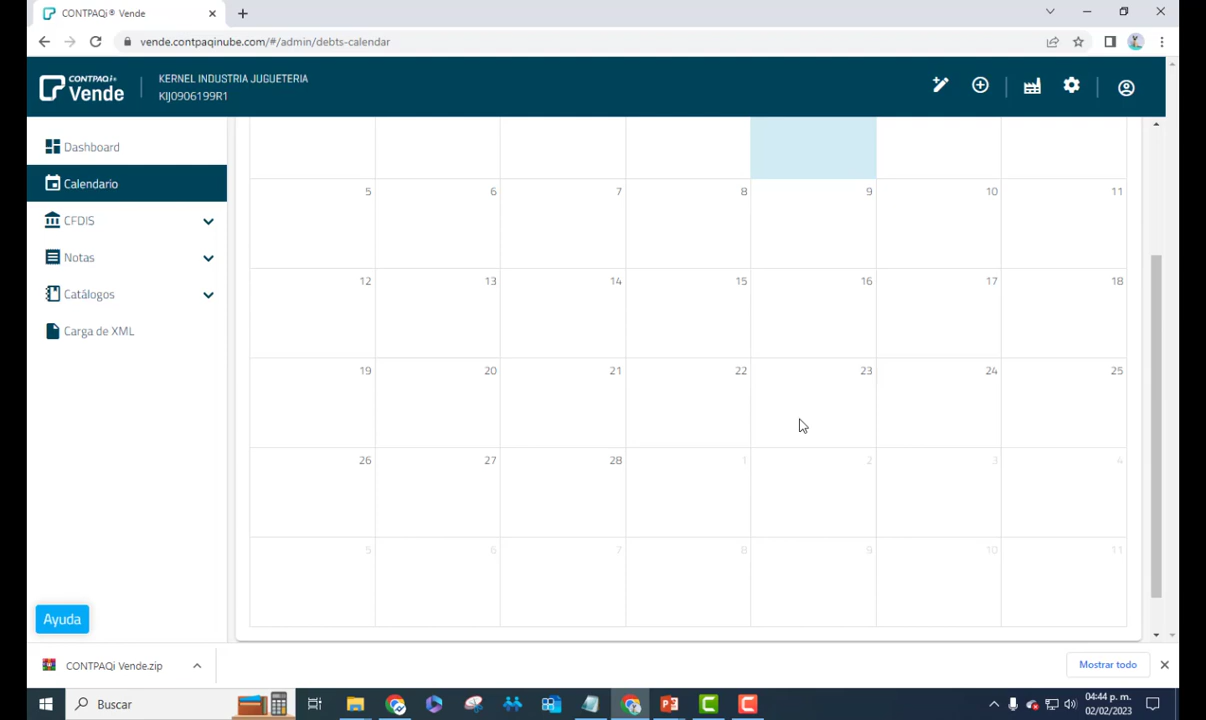 CONTPAQi® Vende
vende.contpaqinube.com/#/admin/debts-calendar
CONTPAQi®
Vende
KERNEL INDUSTRIA JUGUETERIA
KIJ0906199R1
Dashboard
Calendario
CFDIS
Notas
Catálogos
Carga de XML
5 6 7 8 9 10 11
12 13 14 15 16 17 18
19 20 21 22 23 24 25
26 27 28 1 2 3 4
5 6 7 8 9 10 11
Ayuda
CONTPAQi Vende.zip
Mostrar todo
Buscar
04:44 p. m.
02/02/2023